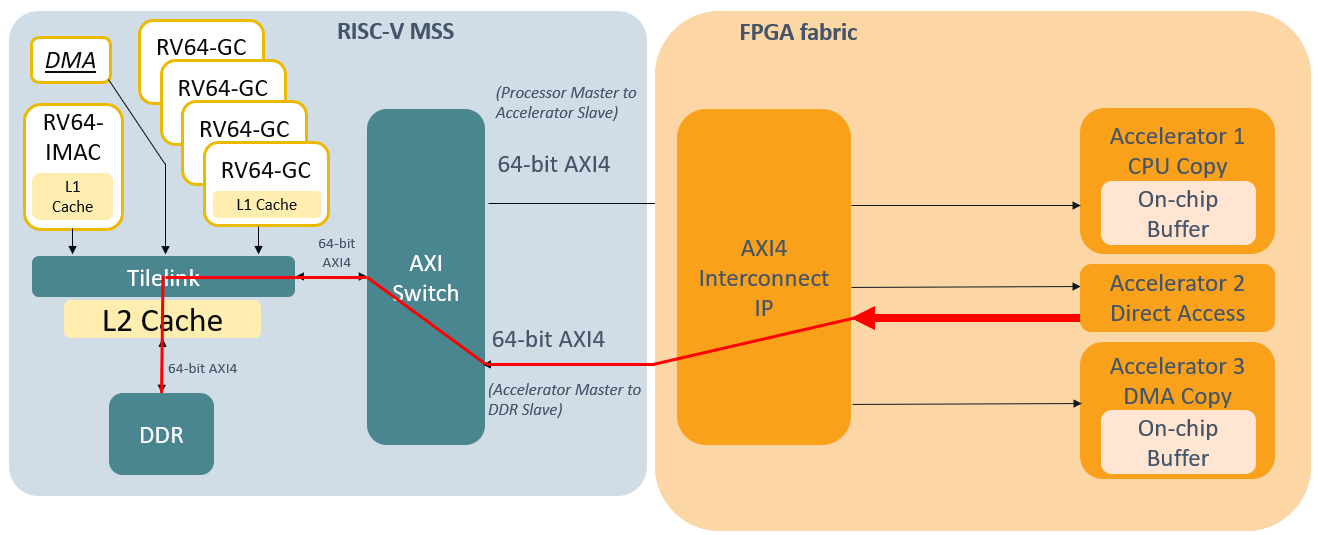 RISC-V MSS
DMA
RV64-
IMAC
L1
Cache
RV64-GC
RV64-GC
RV64-GC
RV64-GC
L1 Cache
Tilelink
L2 Cache
64-bit AXI4
DDR
64-bit
AXI4
AXI
Switch
(Processor Master to
Accelerator Slave)
64-bit AXI4
64-bit AXI4
(Accelerator Master to
DDR Slave)
FPGA fabric
AXI4
Interconnect
IP
Accelerator 1
CPU Copy
On-chip
Buffer
Accelerator 2
Direct Access
Accelerator 3
DMA Copy
On-chip
Buffer